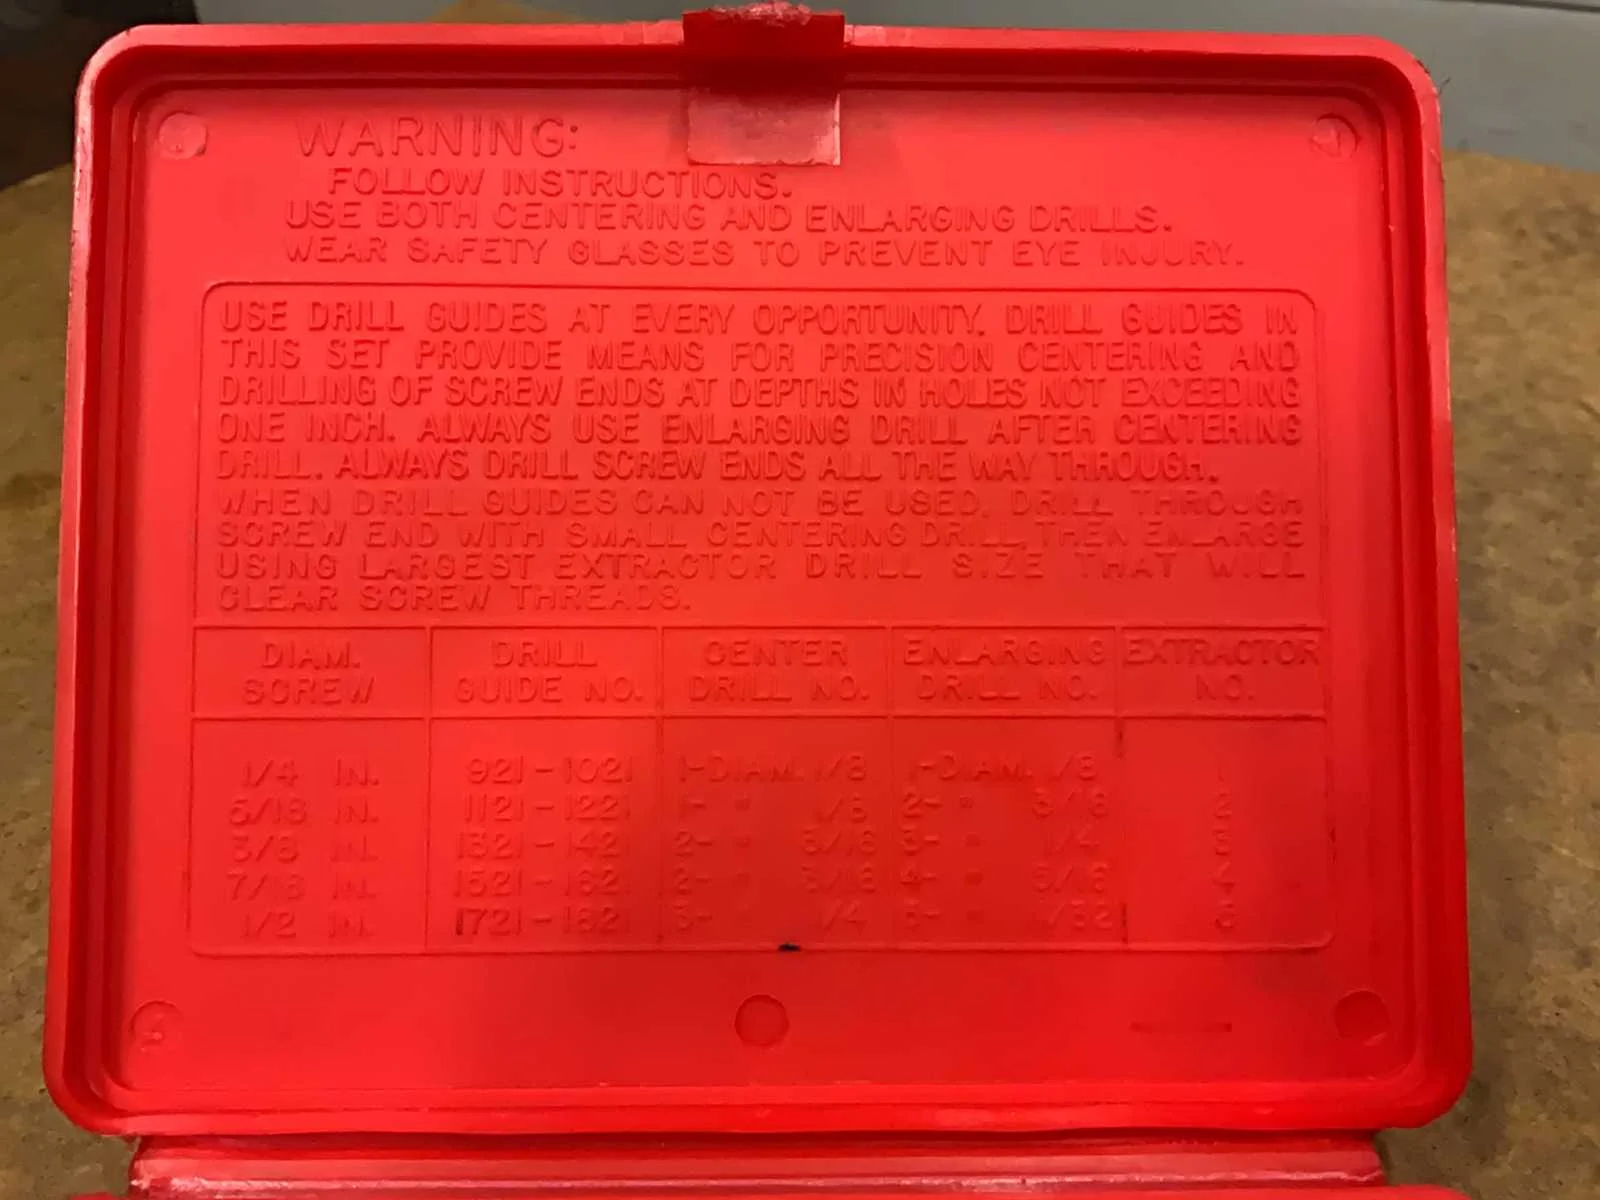 WARNING:
FOLLOW INSTRUCTIONS.
USE BOTH CENTERING AND ENLARGING DRILLS.
WEAR SAFETY GLASSES TO PREVENT EYE INJURY.
USE DRILL GUIDES AT EVERY OPPORTUNITY. DRILL GUIDES IN
THIS SET PROVIDE MEANS FOR PRECISION CENTERING AND
DRILLING OF SCREW ENDS AT DEPTHS IN HOLES NOT EXCEEDING
ONE INCH. ALWAYS USE ENLARGING DRILL AFTER CENTERING
DRILL. ALWAYS DRILL SCREW ENDS ALL THE WAY THROUGH.
WHEN DRILL GUIDES CAN NOT BE USED, DRILL THROUGH
SCREW END WITH SMALL CENTERING DRILL, THEN ENLARGE
USING LARGEST EXTRACTOR DRILL SIZE THAT WILL
CLEAR SCREW THREADS.
DIAM. SCREW DRILL GUIDE NO. CENTER DRILL NO. ENLARGING DRILL NO. EXTRACTOR NO.
1/4 IN. 921-1021 1-DIAM. 1/8 1-DIAM. 1/8 1
5/16 IN. 1121-1221 1- " 1/8 2- " 3/16 2
3/8 IN. 1321-1421 2- " 3/16 3- " 1/4 3
7/16 IN. 1521-1621 2- " 3/16 4- " 5/16 4
1/2 IN. 1721-1821 3- " 1/4 5- " 5